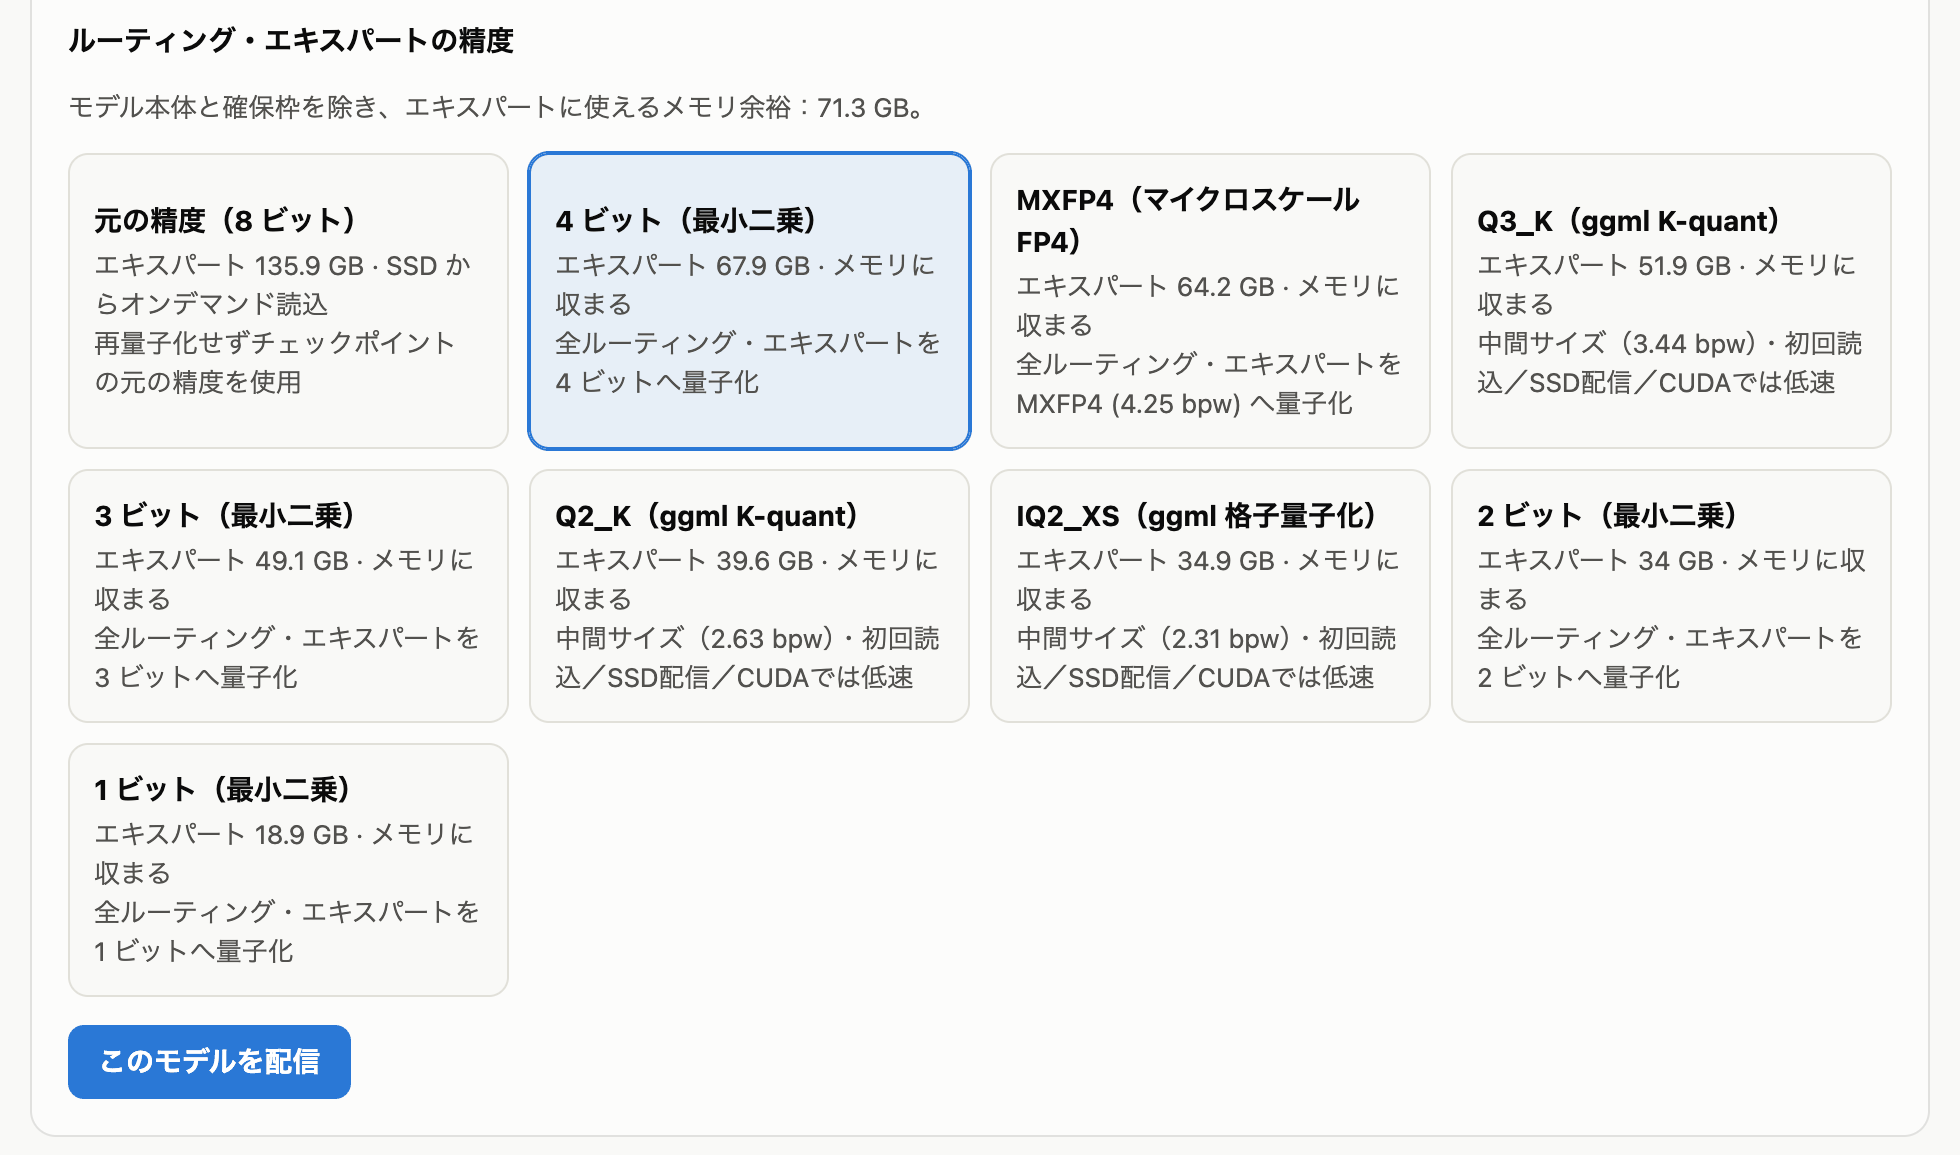 ルーティング・エキスパートの精度
モデル本体と確保枠を除き、エキスパートに使えるメモリ余裕：71.3 GB。
元の精度（8 ビット）
エキスパート 135.9 GB · SSD か
らオンデマンド読込
再量子化せずチェックポイント
の元の精度を使用
4 ビット（最小二乗）
エキスパート 67.9 GB · メモリに
収まる
全ルーティング・エキスパートを
4 ビットへ量子化
MXFP4（マイクロスケール
FP4）
エキスパート 64.2 GB · メモリに
収まる
全ルーティング・エキスパートを
MXFP4 (4.25 bpw) へ量子化
Q3_K（ggml K-quant）
エキスパート 51.9 GB · メモリに
収まる
中間サイズ（3.44 bpw）・初回読
込／SSD配信／CUDAでは低速
3 ビット（最小二乗）
エキスパート 49.1 GB · メモリに
収まる
全ルーティング・エキスパートを
3 ビットへ量子化
Q2_K（ggml K-quant）
エキスパート 39.6 GB · メモリに
収まる
中間サイズ（2.63 bpw）・初回読
込／SSD配信／CUDAでは低速
IQ2_XS（ggml 格子量子化）
エキスパート 34.9 GB · メモリに
収まる
中間サイズ（2.31 bpw）・初回読
込／SSD配信／CUDAでは低速
2 ビット（最小二乗）
エキスパート 34 GB · メモリに収
まる
全ルーティング・エキスパートを
2 ビットへ量子化
1 ビット（最小二乗）
エキスパート 18.9 GB · メモリに
収まる
全ルーティング・エキスパートを
1 ビットへ量子化
このモデルを配信